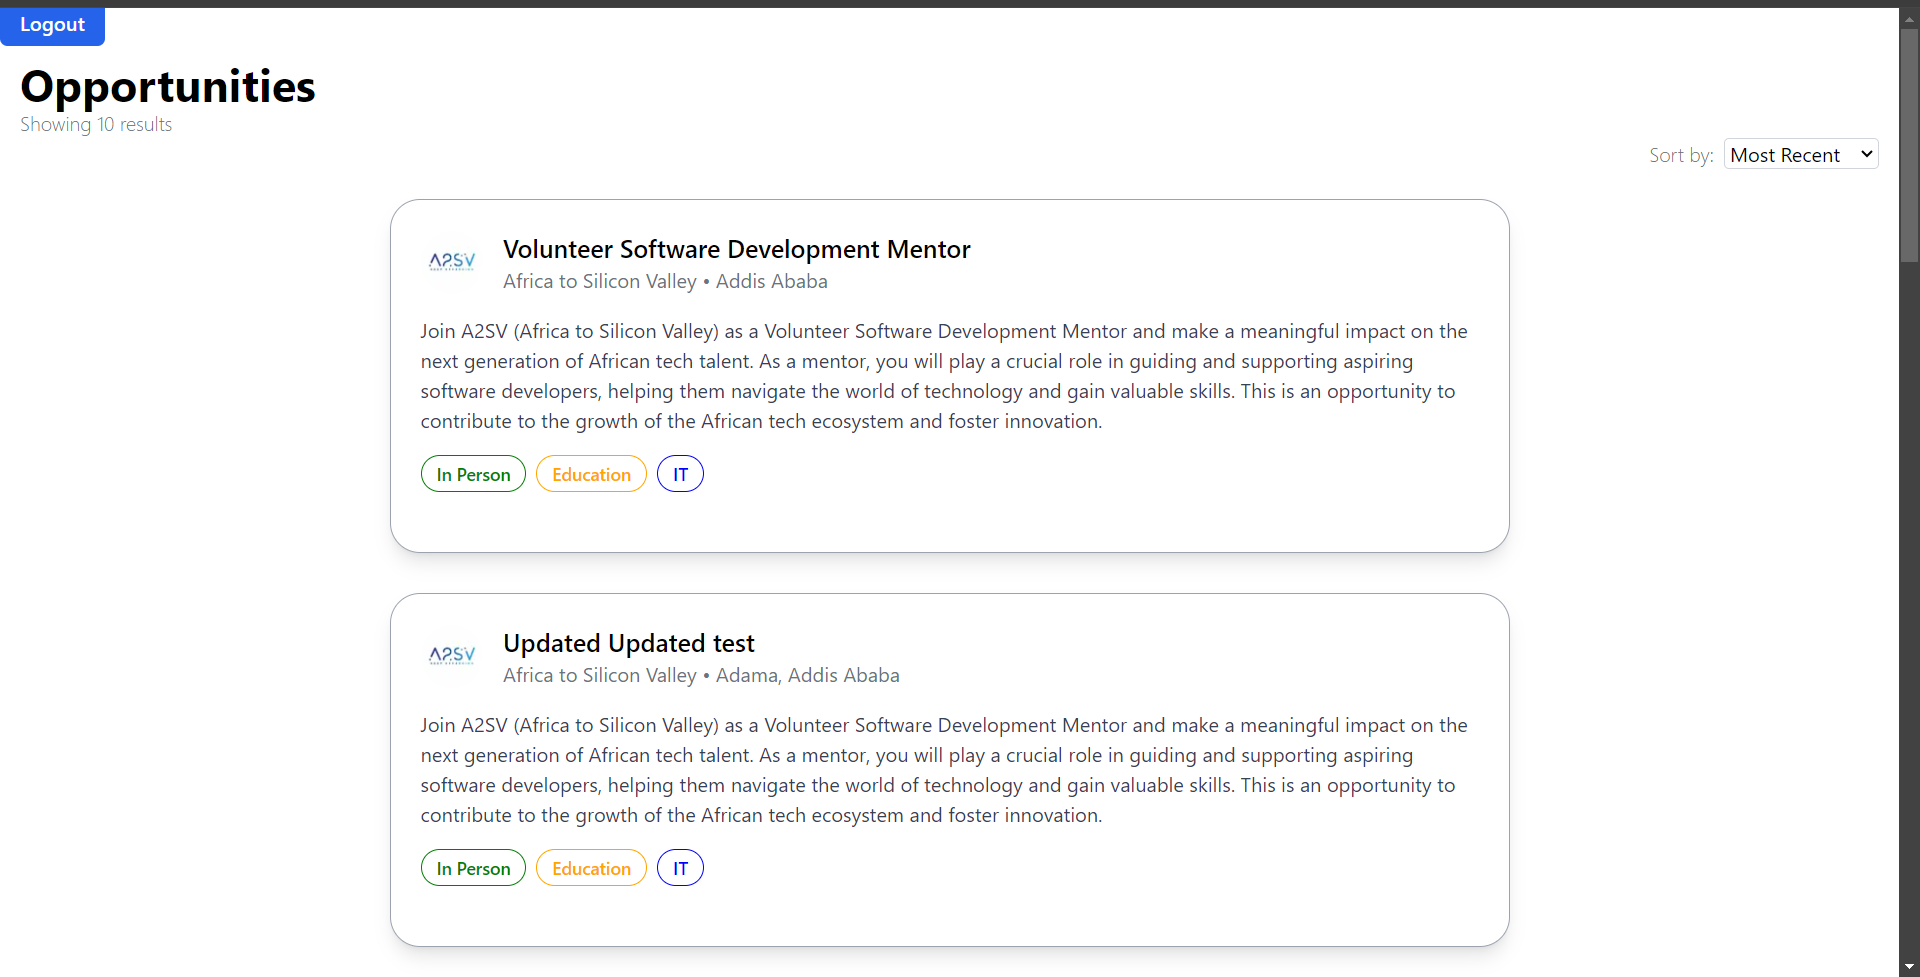 Logout
Opportunities
Showing 10 results
Sort by: Most Recent
A2SV
Volunteer Software Development Mentor
Africa to Silicon Valley • Addis Ababa
Join A2SV (Africa to Silicon Valley) as a Volunteer Software Development Mentor and make a meaningful impact on the
next generation of African tech talent. As a mentor, you will play a crucial role in guiding and supporting aspiring
software developers, helping them navigate the world of technology and gain valuable skills. This is an opportunity to
contribute to the growth of the African tech ecosystem and foster innovation.
In Person Education IT
A2SV
Updated Updated test
Africa to Silicon Valley • Adama, Addis Ababa
Join A2SV (Africa to Silicon Valley) as a Volunteer Software Development Mentor and make a meaningful impact on the
next generation of African tech talent. As a mentor, you will play a crucial role in guiding and supporting aspiring
software developers, helping them navigate the world of technology and gain valuable skills. This is an opportunity to
contribute to the growth of the African tech ecosystem and foster innovation.
In Person Education IT